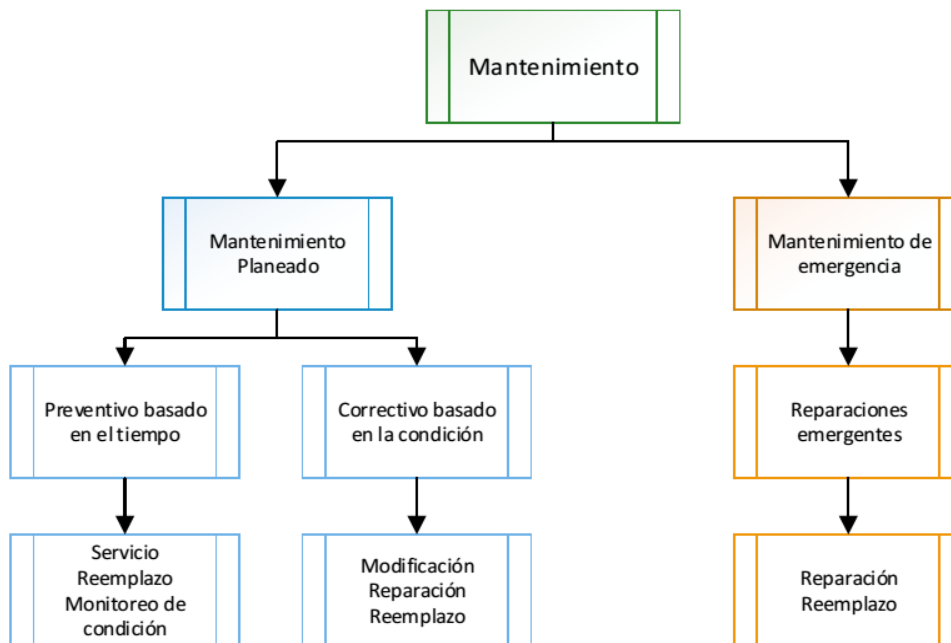 Mantenimiento
Mantenimiento
Planeado
Mantenimiento de
emergencia
Preventivo basado
en el tiempo
Correctivo basado
en la condición
Reparaciones
emergentes
Servicio
Reemplazo
Monitoreo de
condición
Modificación
Reparación
Reemplazo
Reparación
Reemplazo